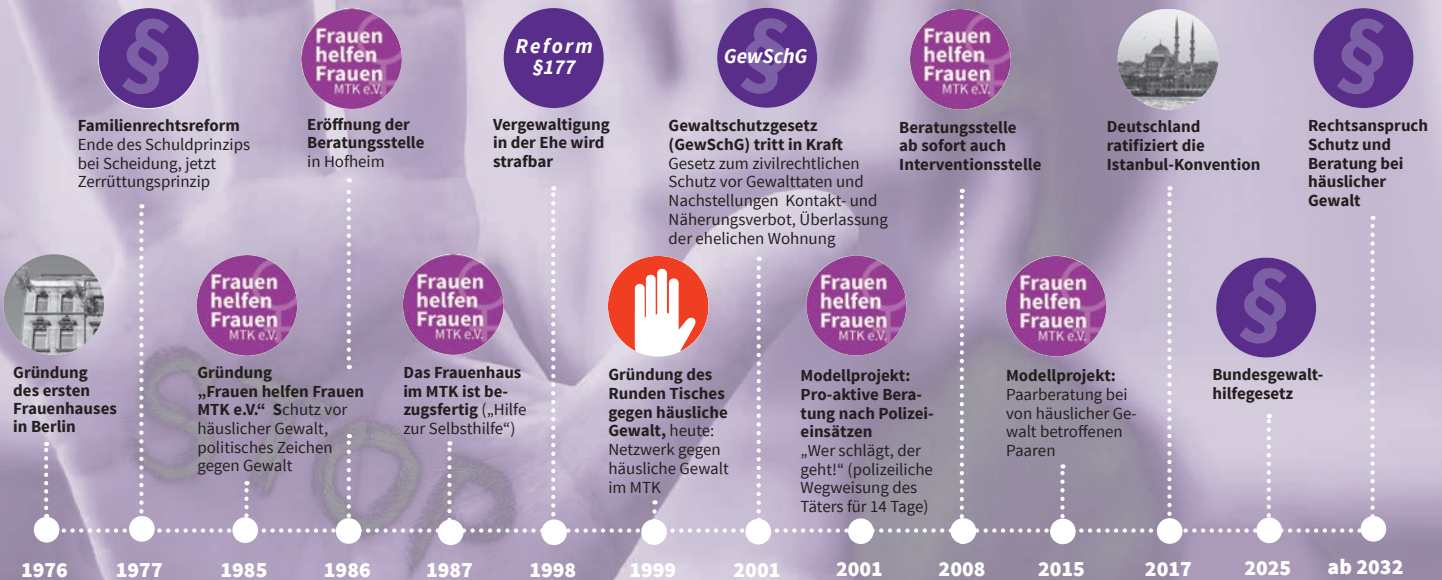 Frauen
helfen
Frauen
MTK e.V.
Reform
§177
§
GewSchG
Frauen
helfen
Frauen
MTK e.V.
§
Familienrechtsreform
Ende des Schuldprinzips
bei Scheidung, jetzt
Zerrüttungsprinzip
Eröffnung der
Beratungsstelle
in Hofheim
Vergewaltigung
in der Ehe wird
strafbar
Gewaltschutzgesetz
(GewSchG) tritt in Kraft
Gesetz zum zivilrechtlichen
Schutz vor Gewalttaten und
Nachstellungen Kontakt- und
Näherungsverbot, Überlassung
der ehelichen Wohnung
Beratungsstelle
ab sofort auch
Interventionsstelle
Deutschland
ratifiziert die
Istanbul-Konvention
§
Rechtsanspruch
Schutz und
Beratung bei
häuslicher
Gewalt
Gründung
des ersten
Frauenhauses
in Berlin
Frauen
helfen
Frauen
MTK e.V.
Gründung
„Frauen helfen Frauen
MTK e.V.“ Schutz vor
häuslicher Gewalt,
politisches Zeichen
gegen Gewalt
Frauen
helfen
Frauen
MTK e.V.
Das Frauenhaus
im MTK ist be-
zugsfertig („Hilfe
zur Selbsthilfe“)
Gründung des
Runden Tisches
gegen häusliche
Gewalt, heute:
Netzwerk gegen
häusliche Gewalt
im MTK
Frauen
helfen
Frauen
MTK e.V.
Modellprojekt:
Pro-aktive Bera-
tung nach Polizei-
einsätzen
„Wer schlägt, der
geht!“ (polizeiliche
Wegweisung des
Täters für 14 Tage)
Frauen
helfen
Frauen
MTK e.V.
Modellprojekt:
Paarberatung bei
von häuslicher Ge-
walt betroffenen
Paaren
§
Bundesgewalt-
hilfegesetz
STOP
1976 1977 1985 1986 1987 1998 1999 2001 2001 2008 2015 2017 2025 ab 2032